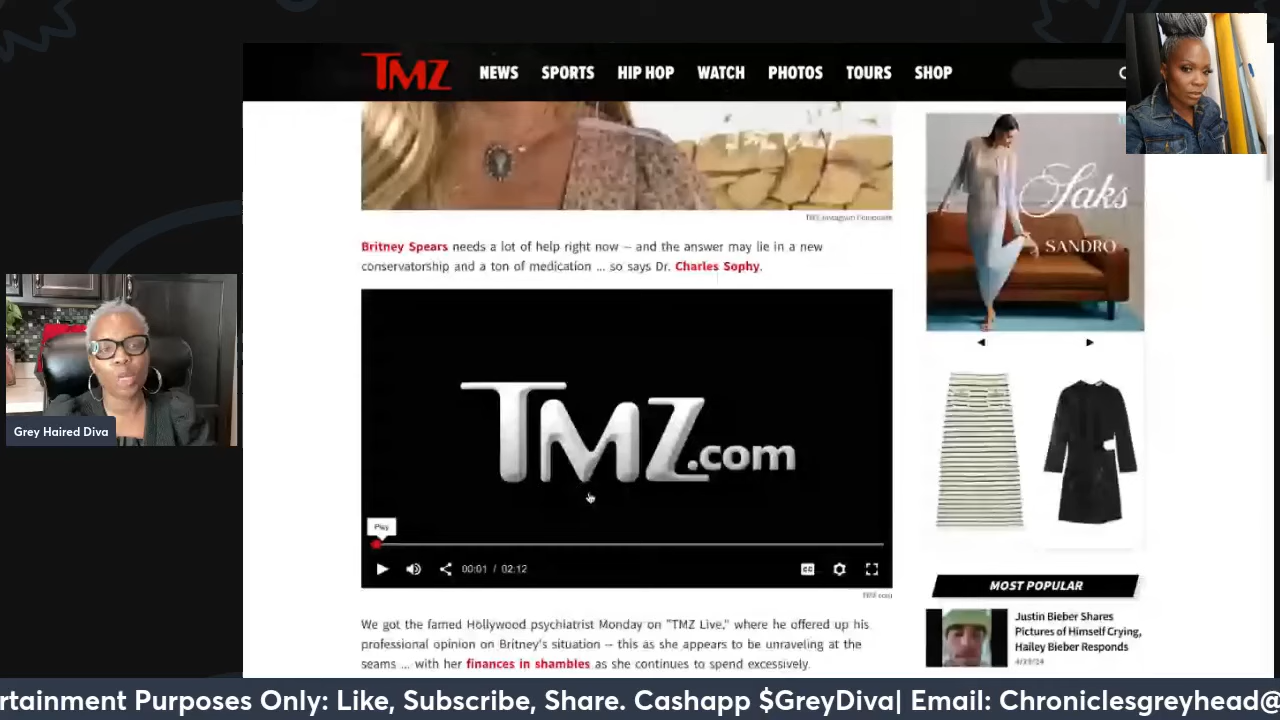 TMZ NEWS SPORTS HIP HOP WATCH PHOTOS TOURS SHOP
Saks
SANDRO
Britney Spears needs a lot of help right now – and the answer may lie in a new
conservatorship and a ton of medication ... so says Dr. Charles Sophy.
TMZ.com
Play
00:01 / 02:12
CC
TMZ.com
We got the famed Hollywood psychiatrist Monday on "TMZ Live," where he offered up his
professional opinion on Britney's situation – this as she appears to be unraveling at the
seams ... with her finances in shambles as she continues to spend excessively.
MOST POPULAR
Justin Bieber Shares
Pictures of Himself Crying,
Hailey Bieber Responds
Grey Haired Diva
rtainment Purposes Only: Like, Subscribe, Share. Cashapp $GreyDiva| Email: Chroniclesgreyhead@